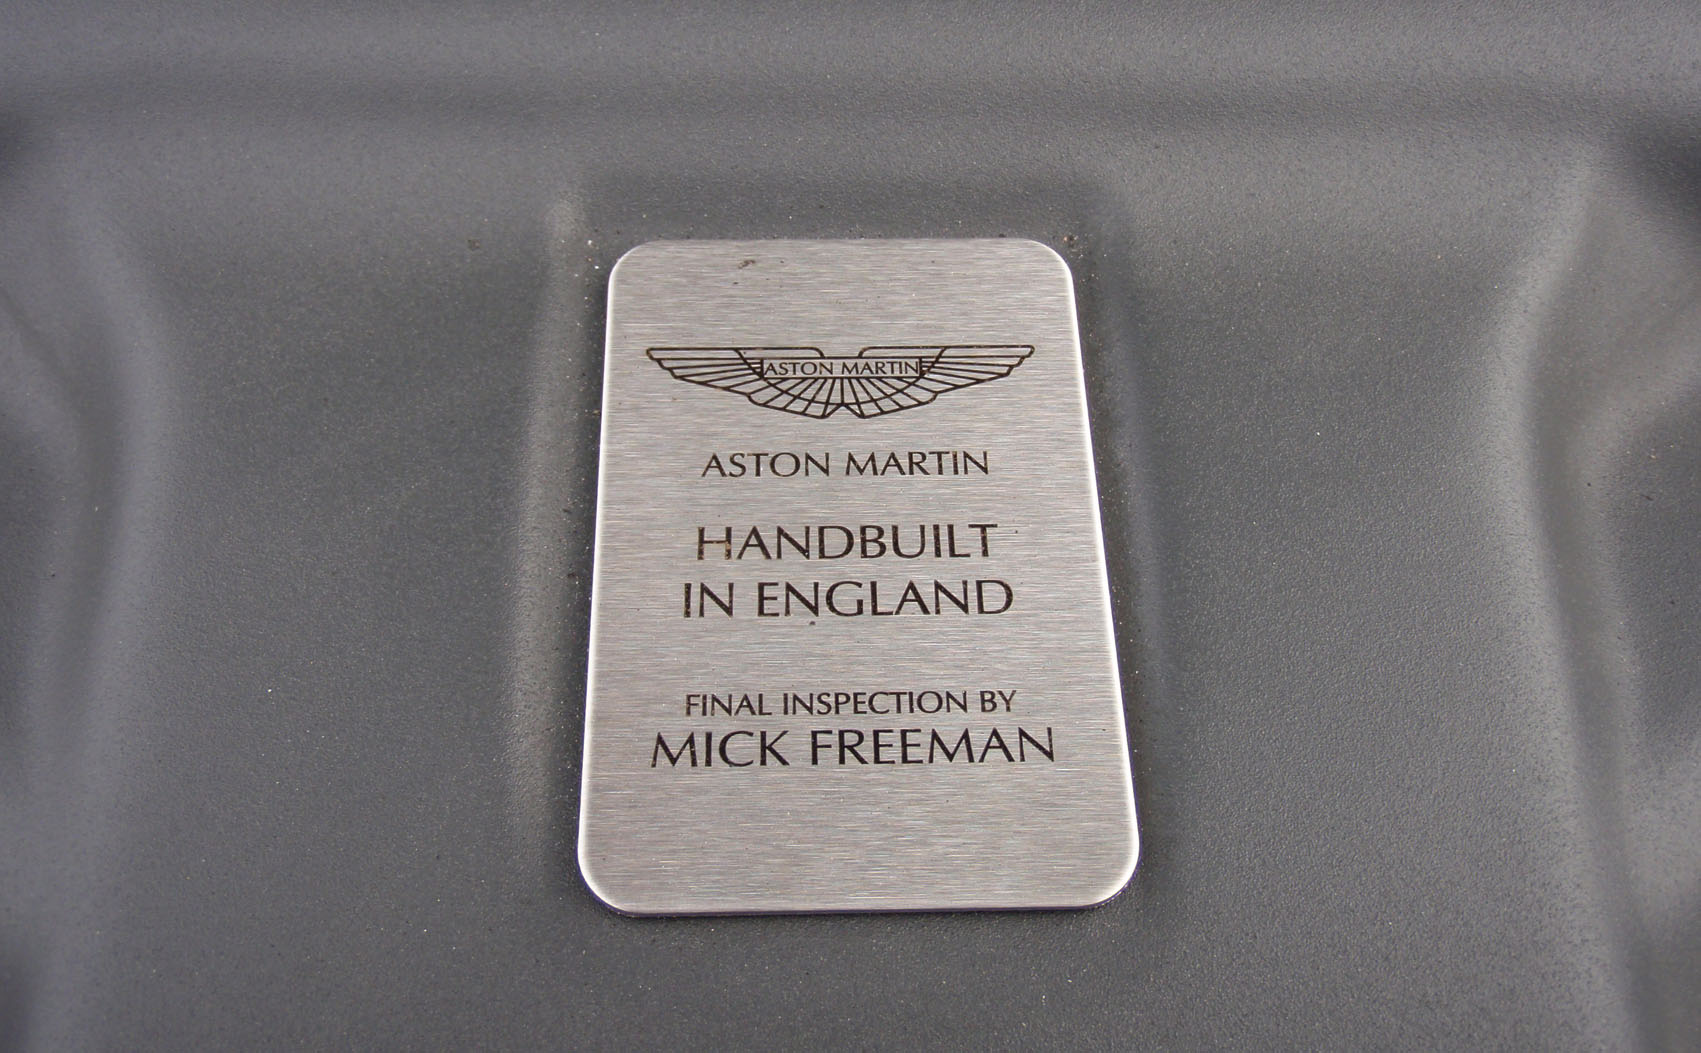 ASTON MARTIN
ASTON MARTIN
HANDBUILT
IN ENGLAND
FINAL INSPECTION BY
MICK FREEMAN